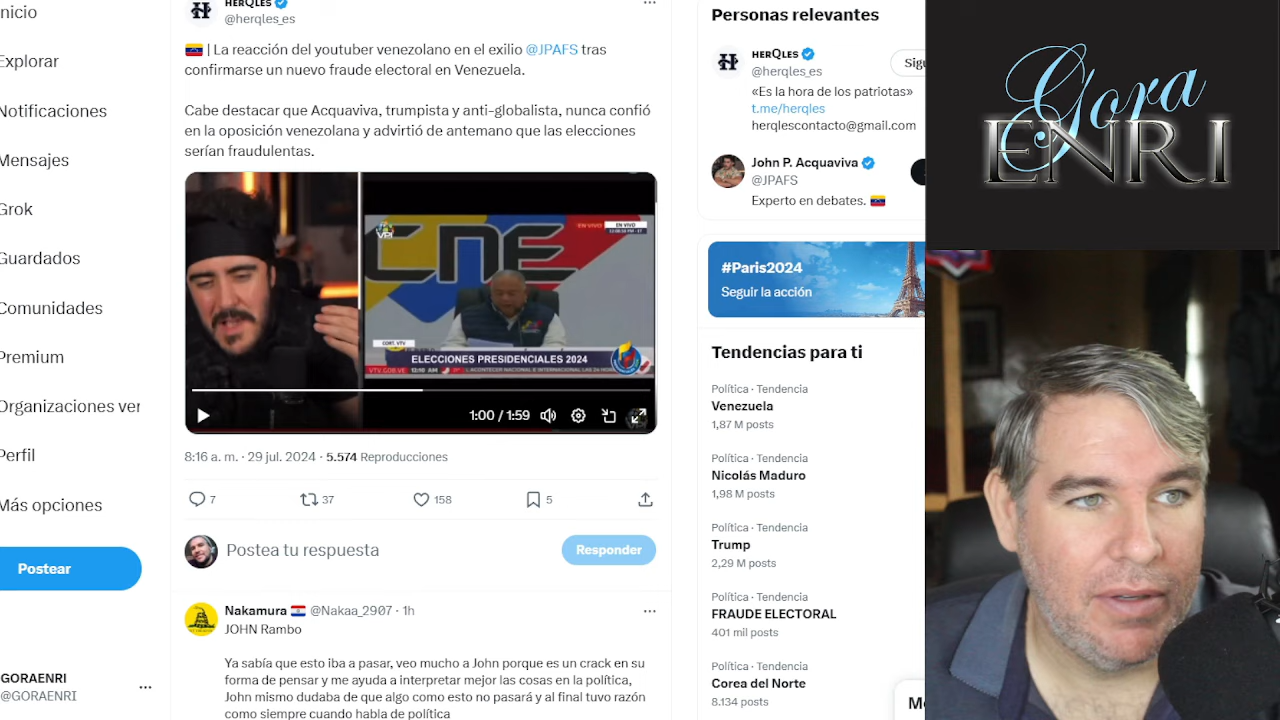 nicio
Explorar
Notificaciones
Mensajes
Grok
Guardados
Comunidades
Premium
Organizaciones ver
Perfil
Más opciones
Postear
GORAENRI
@GORAENRI
HERQLES
@herqles_es
🇻🇪 | La reacción del youtuber venezolano en el exilio @JPAFS tras
confirmarse un nuevo fraude electoral en Venezuela.
Cabe destacar que Acquaviva, trumpista y anti-globalista, nunca confió
en la oposición venezolana y advirtió de antemano que las elecciones
serían fraudulentas.
VPI
CNE
EN VIVO
EN VIVO
CORT. VTV
ELECCIONES PRESIDENCIALES 2024
VTV.GOB.VE 12:10 AM
1:00 / 1:59
8:16 a. m. · 29 jul. 2024 · 5.574 Reproducciones
7
37
158
5
Postea tu respuesta
Responder
Nakamura 🇵🇾 @Nakaa_2907 · 1h
JOHN Rambo
Ya sabía que esto iba a pasar, veo mucho a John porque es un crack en su
forma de pensar y me ayuda a interpretar mejor las cosas en la política,
John mismo dudaba de que algo como esto no pasará y al final tuvo razón
como siempre cuando habla de política
Personas relevantes
HERQLES
@herqles_es
Sigu
«Es la hora de los patriotas»
t.me/herqles
herqlescontacto@gmail.com
John P. Acquaviva
@JPAFS
Experto en debates. 🇻🇪
#Paris2024
Seguir la acción
Tendencias para ti
Política · Tendencia
Venezuela
1,87 M posts
Política · Tendencia
Nicolás Maduro
1,98 M posts
Política · Tendencia
Trump
2,29 M posts
Política · Tendencia
FRAUDE ELECTORAL
401 mil posts
Política · Tendencia
Corea del Norte
8.134 posts
Gora
ENRI